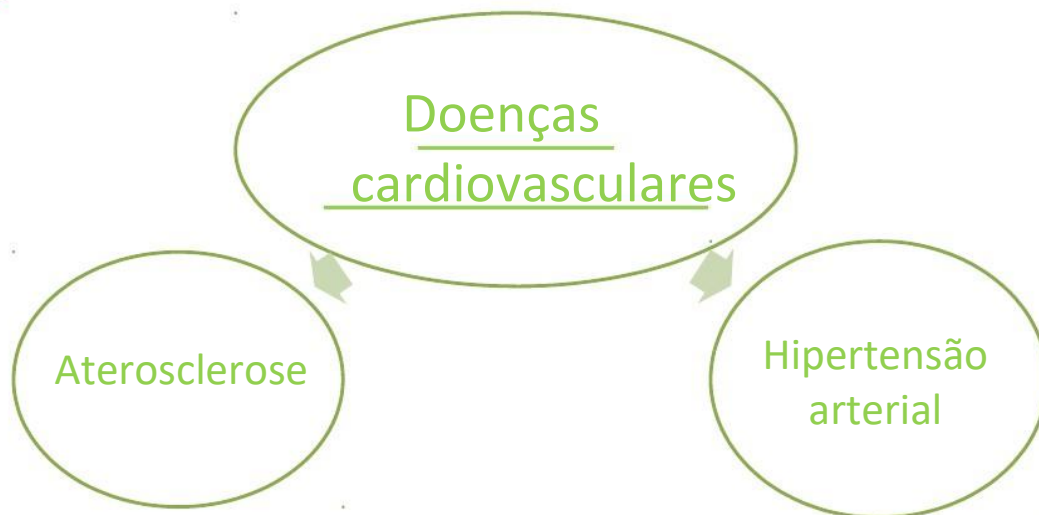 Doenças
cardiovasculares
Aterosclerose
Hipertensão
arterial